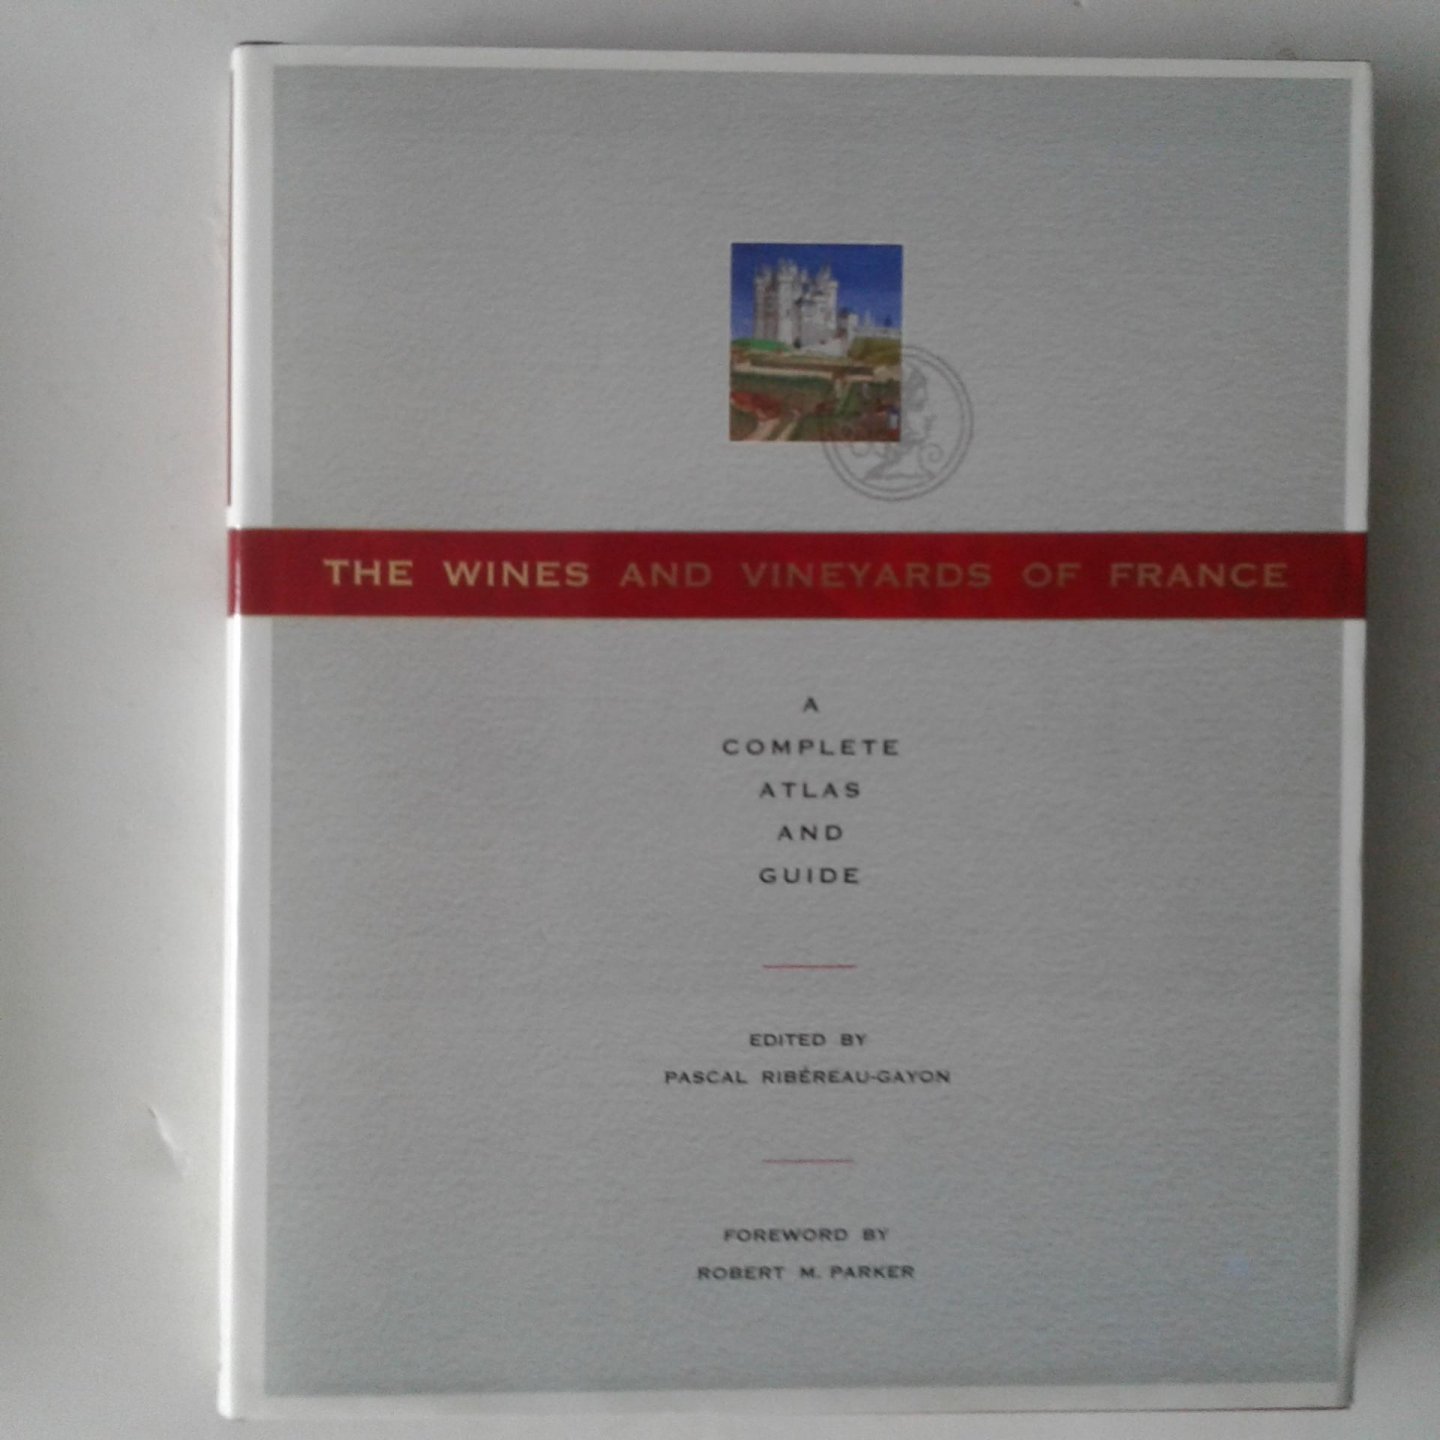 THE WINES AND VINEYARDS OF FRANCE
A
COMPLETE
ATLAS
AND
GUIDE
EDITED BY
PASCAL RIBÉREAU-GAYON
FOREWORD BY
ROBERT M. PARKER